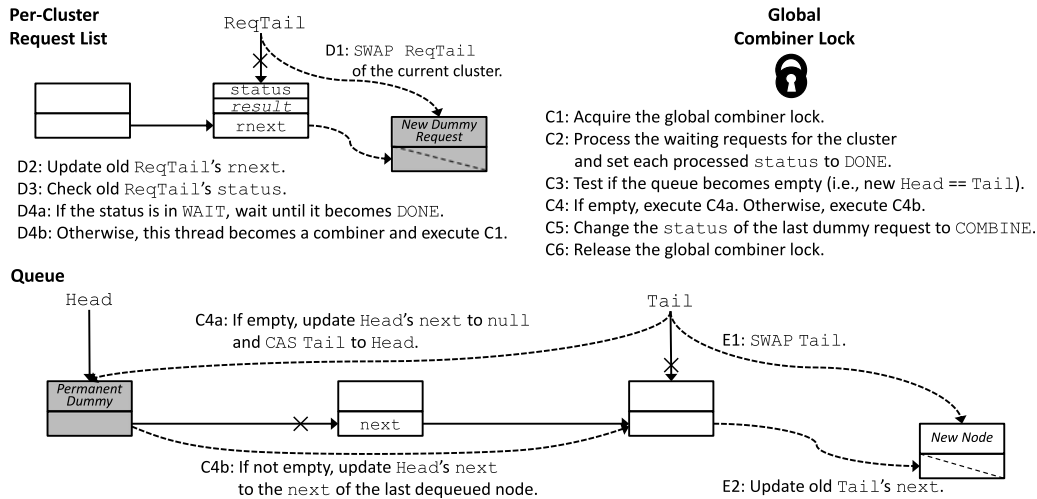 Per-Cluster
Request List
ReqTail
D1: SWAP ReqTail
of the current cluster.
status
result
rnext
New Dummy
Request
D2: Update old ReqTail's rnext.
D3: Check old ReqTail's status.
D4a: If the status is in WAIT, wait until it becomes DONE.
D4b: Otherwise, this thread becomes a combiner and execute C1.
Global
Combiner Lock
C1: Acquire the global combiner lock.
C2: Process the waiting requests for the cluster
and set each processed status to DONE.
C3: Test if the queue becomes empty (i.e., new Head == Tail).
C4: If empty, execute C4a. Otherwise, execute C4b.
C5: Change the status of the last dummy request to COMBINE.
C6: Release the global combiner lock.
Queue
Head
C4a: If empty, update Head's next to null
and CAS Tail to Head.
Tail
E1: SWAP Tail.
Permanent
Dummy
next
New Node
C4b: If not empty, update Head's next
to the next of the last dequeued node.
E2: Update old Tail's next.